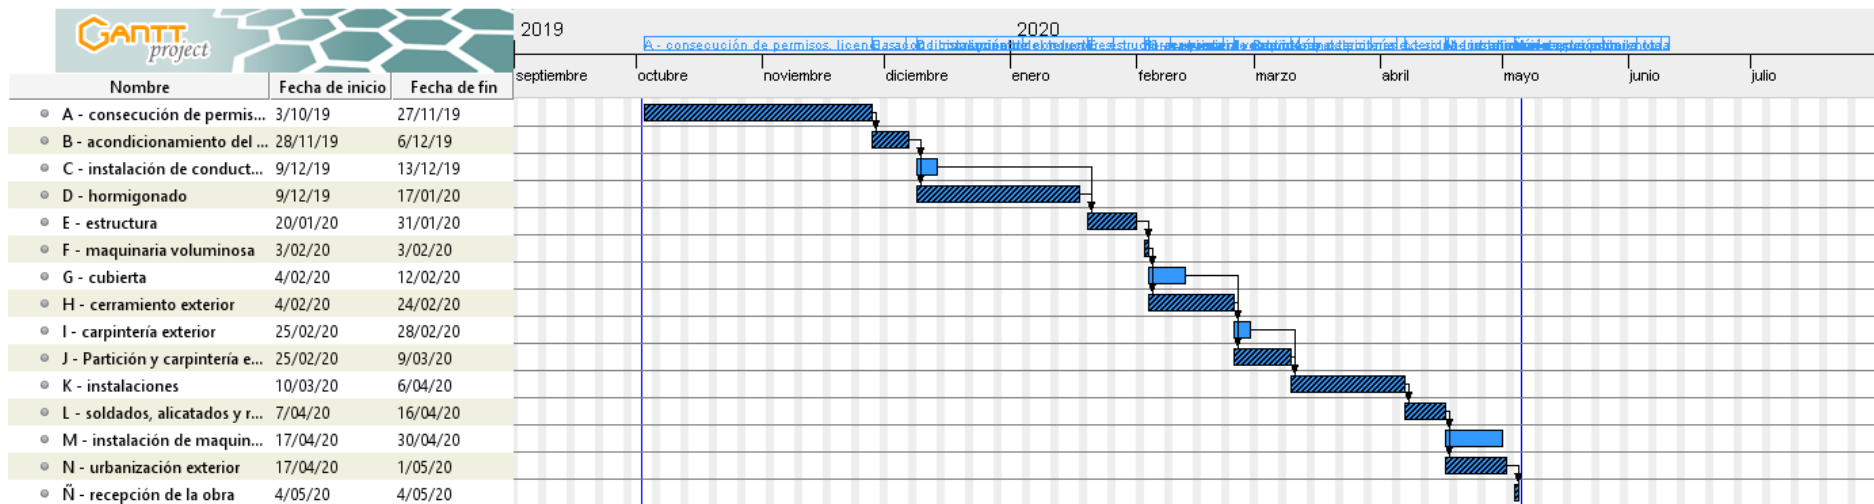 GANTT
project
2019
2020
A - consecución de permisos, licen
septiembre octubre noviembre diciembre enero febrero marzo abril mayo junio julio
Nombre Fecha de inicio Fecha de fin
A - consecución de permis... 3/10/19 27/11/19
B - acondicionamiento del ... 28/11/19 6/12/19
C - instalación de conduct... 9/12/19 13/12/19
D - hormigonado 9/12/19 17/01/20
E - estructura 20/01/20 31/01/20
F - maquinaria voluminosa 3/02/20 3/02/20
G - cubierta 4/02/20 12/02/20
H - cerramiento exterior 4/02/20 24/02/20
I - carpintería exterior 25/02/20 28/02/20
J - Partición y carpintería e... 25/02/20 9/03/20
K - instalaciones 10/03/20 6/04/20
L - soldados, alicatados y r... 7/04/20 16/04/20
M - instalación de maquin... 17/04/20 30/04/20
N - urbanización exterior 17/04/20 1/05/20
Ñ - recepción de la obra 4/05/20 4/05/20